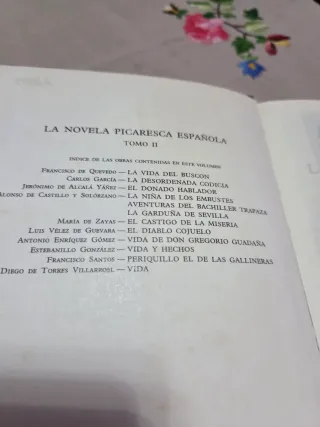 LA NOVELA PICARESCA ESPAÑOLA
TOMO II
INDICE DE LAS OBRAS CONTENIDAS EN ESTE VOLUMEN
FRANCISCO DE QUEVEDO — LA VIDA DEL BUSCON
CARLOS GARCÍA — LA DESORDENADA CODICIA
JERÓNIMO DE ALCALÁ YÁÑEZ — EL DONADO HABLADOR
ALONSO DE CASTILLO Y SOLÓRZANO — LA NIÑA DE LOS EMBUSTES
AVENTURAS DEL BACHILLER TRAPAZA
LA GARDUÑA DE SEVILLA
MARÍA DE ZAYAS — EL CASTIGO DE LA MISERIA
LUIS VÉLEZ DE GUEVARA — EL DIABLO COJUELO
ANTONIO ENRÍQUEZ GÓMEZ — VIDA DE DON GREGORIO GUADAÑA
ESTEBANILLO GONZÁLEZ — VIDA Y HECHOS
FRANCISCO SANTOS — PERIQUILLO EL DE LAS GALLINERAS
DIEGO DE TORRES VILLARROEL — VIDA